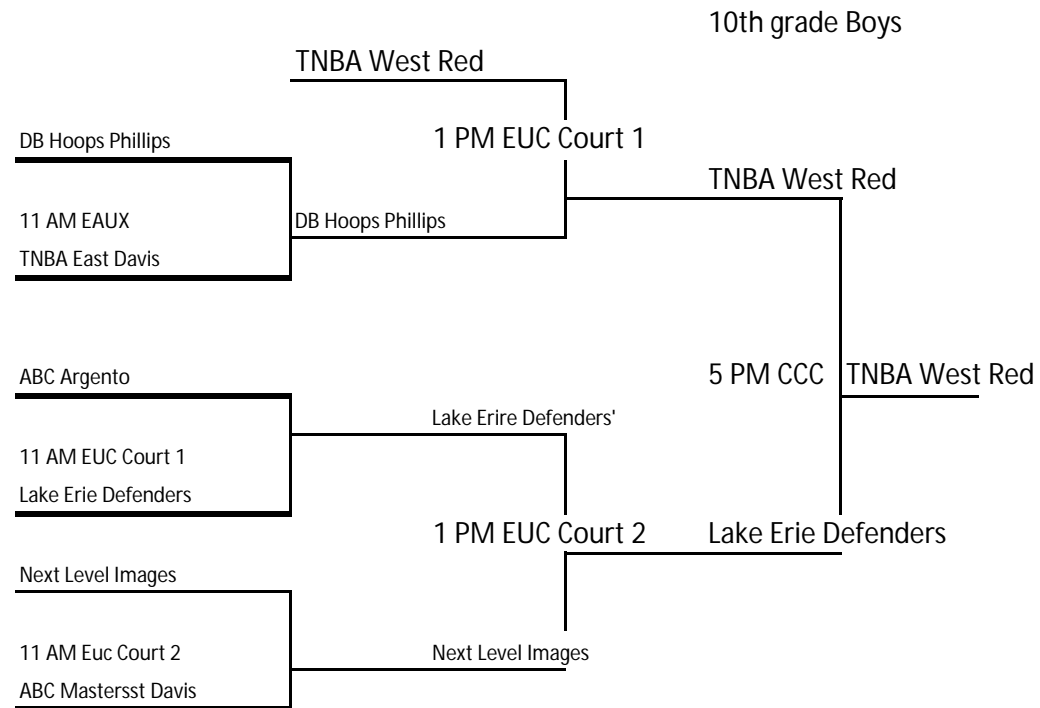 10th grade Boys
TNBA West Red
DB Hoops Phillips
1 PM EUC Court 1
TNBA West Red
11 AM EAUX
DB Hoops Phillips
TNBA East Davis
ABC Argento
5 PM CCC
TNBA West Red
Lake Erire Defenders'
11 AM EUC Court 1
Lake Erie Defenders
1 PM EUC Court 2
Lake Erie Defenders
Next Level Images
11 AM Euc Court 2
Next Level Images
ABC Mastersst Davis